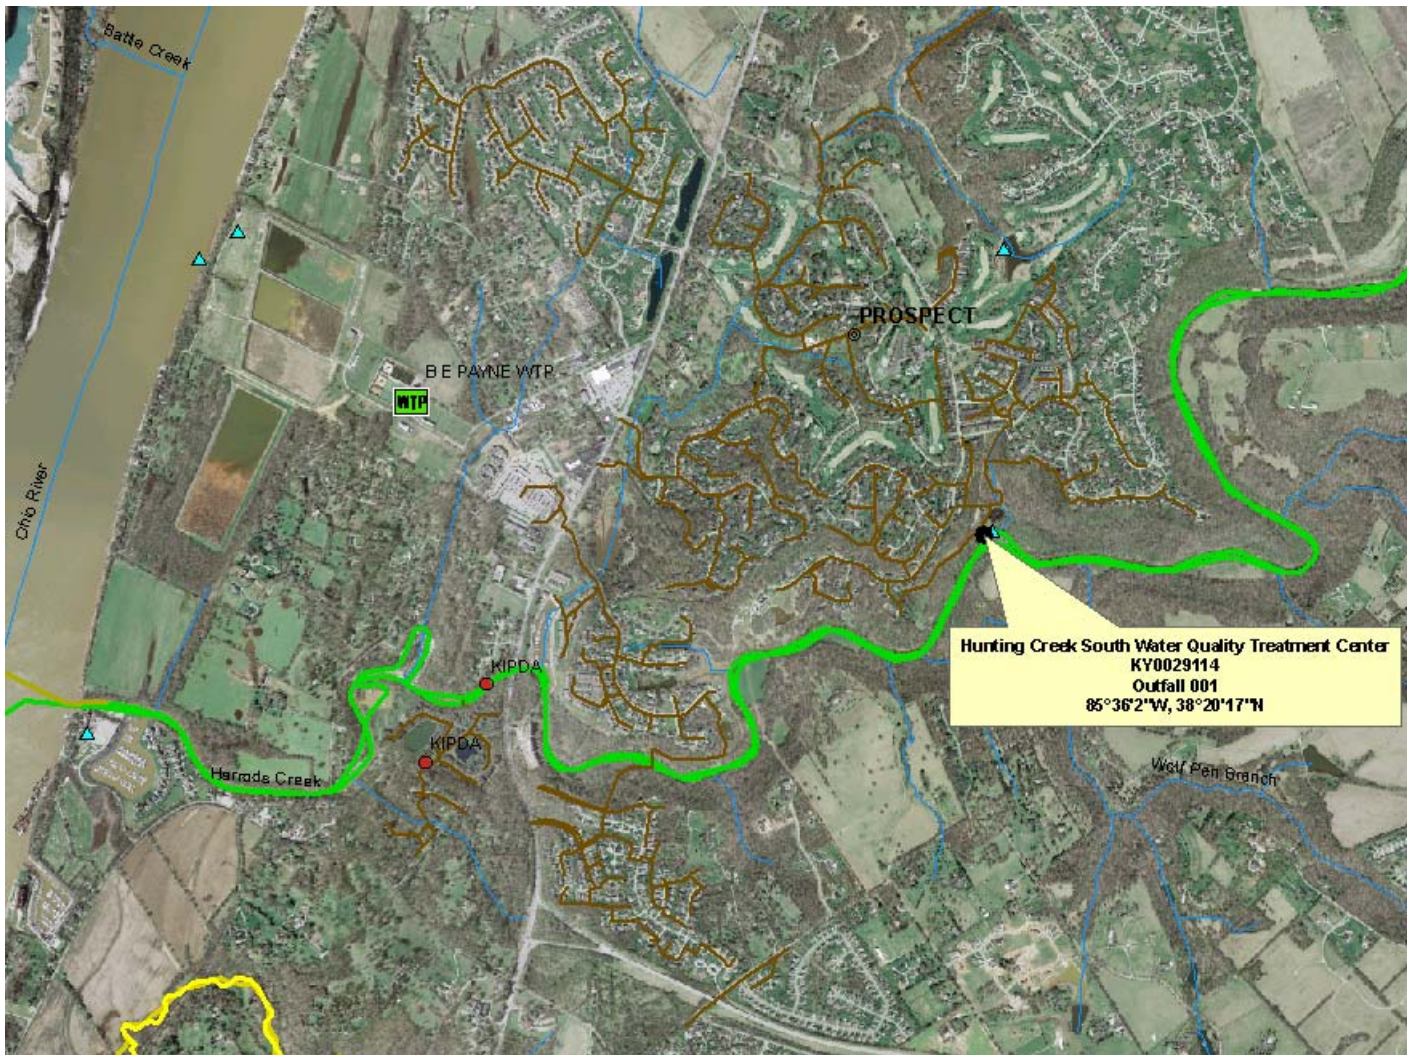 Battle Creek
PROSPECT
B E PAYNE WTP
WTP
Ohio River
Hunting Creek South Water Quality Treatment Center
KY0029114
Outfall 001
85°36'2"W, 38°20'17"N
KIPDA
KIPDA
Harrods Creek
Wolf Pen Branch